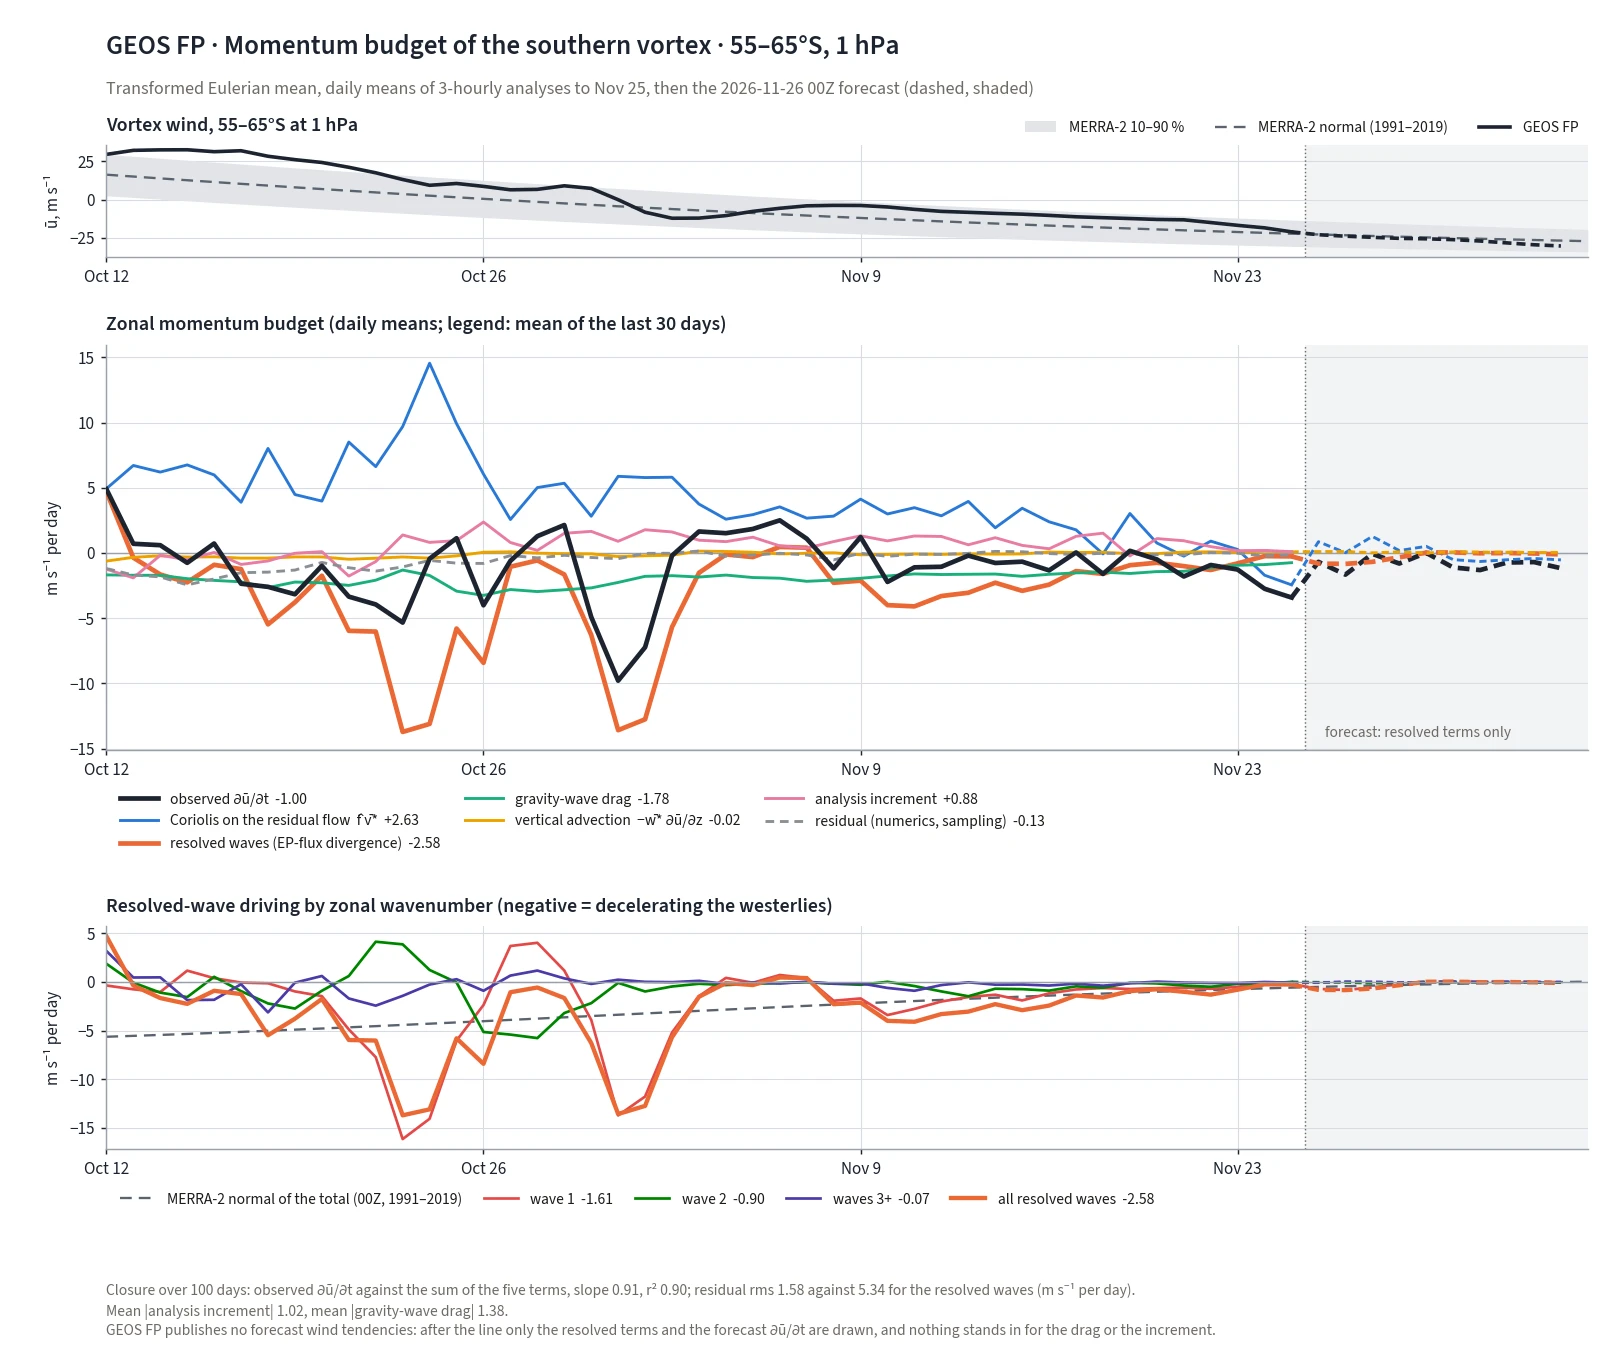 GEOS FP · Momentum budget of the southern vortex · 55–65°S, 1 hPa
Transformed Eulerian mean, daily means of 3-hourly analyses to Nov 25, then the 2026-11-26 00Z forecast (dashed, shaded)
Vortex wind, 55–65°S at 1 hPa
MERRA-2 10–90 %
MERRA-2 normal (1991–2019)
GEOS FP
ū, m s⁻¹
25
0
−25
Oct 12
Oct 26
Nov 9
Nov 23
Zonal momentum budget (daily means; legend: mean of the last 30 days)
m s⁻¹ per day
15
10
5
0
−5
−10
−15
forecast: resolved terms only
Oct 12
Oct 26
Nov 9
Nov 23
observed ∂ū/∂t -1.00
Coriolis on the residual flow f v̄* +2.63
resolved waves (EP-flux divergence) -2.58
gravity-wave drag -1.78
vertical advection −w̄* ∂ū/∂z -0.02
analysis increment +0.88
residual (numerics, sampling) -0.13
Resolved-wave driving by zonal wavenumber (negative = decelerating the westerlies)
m s⁻¹ per day
5
0
−5
−10
−15
Oct 12
Oct 26
Nov 9
Nov 23
MERRA-2 normal of the total (00Z, 1991–2019)
wave 1 -1.61
wave 2 -0.90
waves 3+ -0.07
all resolved waves -2.58
Closure over 100 days: observed ∂ū/∂t against the sum of the five terms, slope 0.91, r² 0.90; residual rms 1.58 against 5.34 for the resolved waves (m s⁻¹ per day).
Mean |analysis increment| 1.02, mean |gravity-wave drag| 1.38.
GEOS FP publishes no forecast wind tendencies: after the line only the resolved terms and the forecast ∂ū/∂t are drawn, and nothing stands in for the drag or the increment.